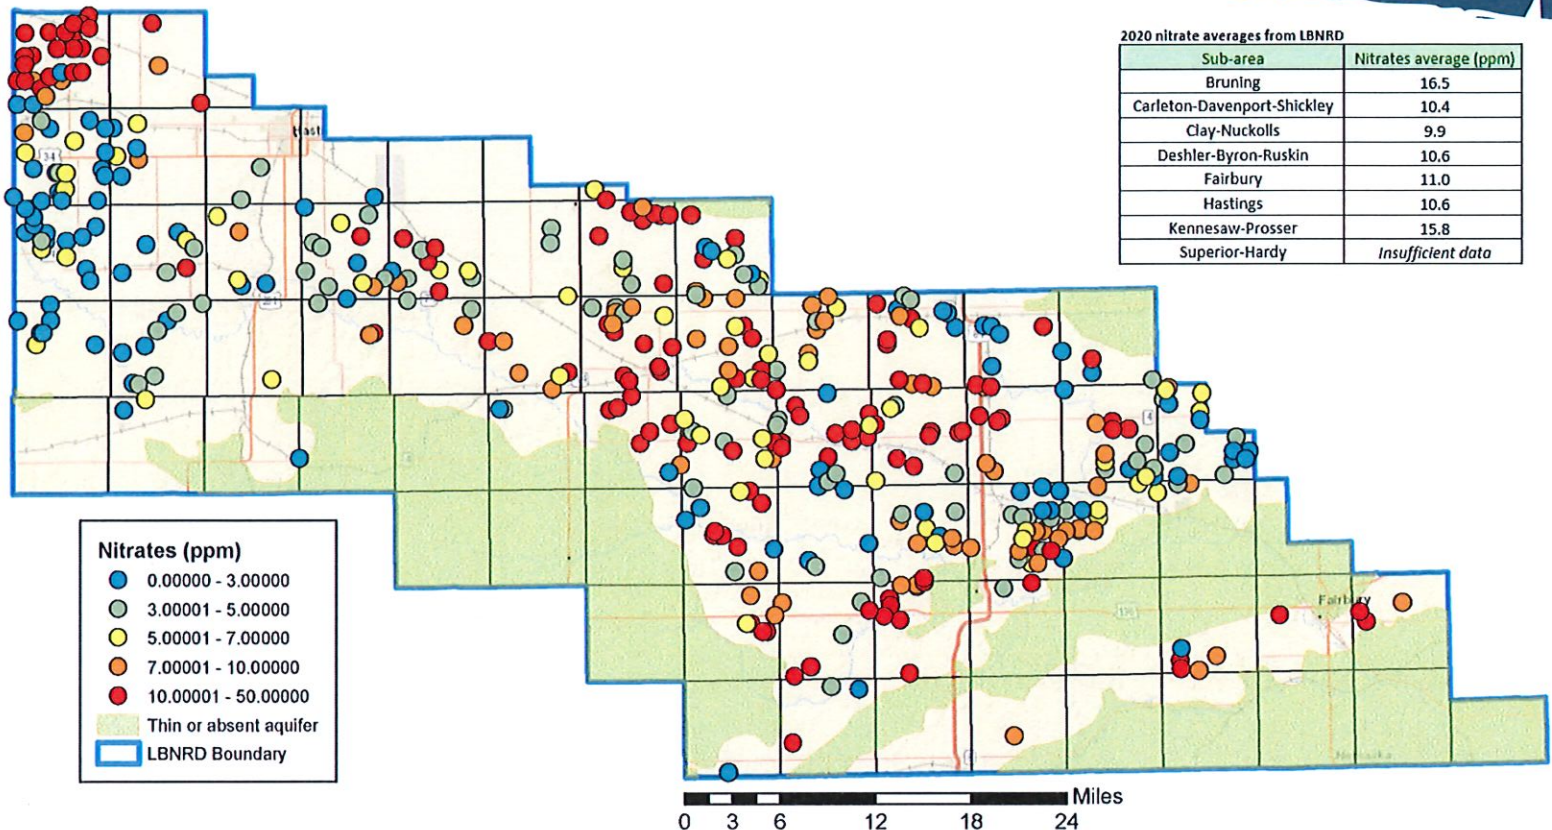 2020 nitrate averages from LBNRD
Sub-area Nitrates average (ppm)
Bruning 16.5
Carleton-Davenport-Shickley 10.4
Clay-Nuckolls 9.9
Deshler-Byron-Ruskin 10.6
Fairbury 11.0
Hastings 10.6
Kennesaw-Prosser 15.8
Superior-Hardy Insufficient data
Hast
34
4
Fairbury
136
Nitrates (ppm)
0.00000 - 3.00000
3.00001 - 5.00000
5.00001 - 7.00000
7.00001 - 10.00000
10.00001 - 50.00000
Thin or absent aquifer
LBNRD Boundary
Miles
0 3 6 12 18 24